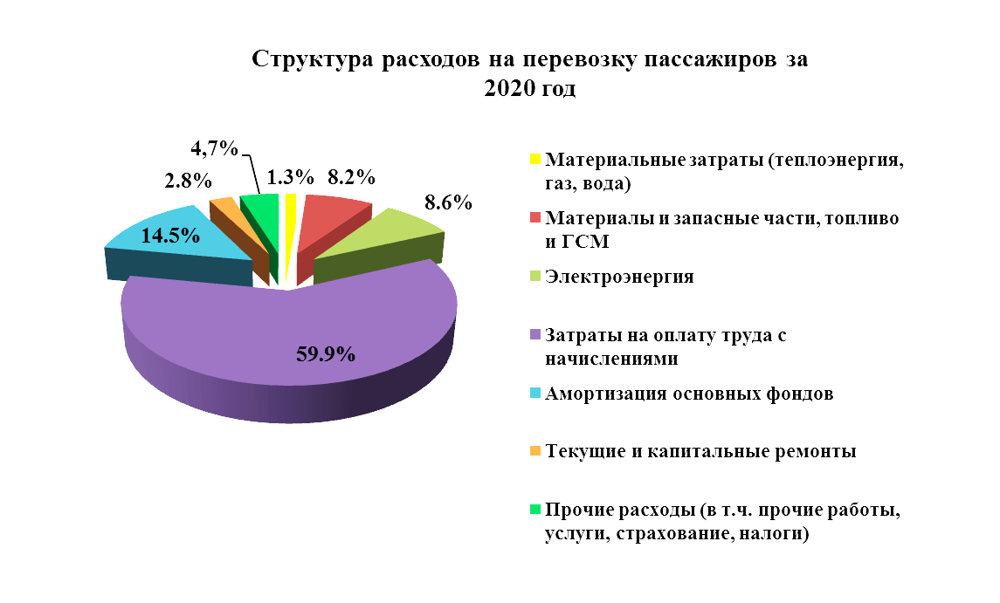 Структура расходов на перевозку пассажиров за
2020 год
4,7%
1.3%
8.2%
2.8%
8.6%
14.5%
59.9%
Материальные затраты (теплоэнергия,
газ, вода)
Материалы и запасные части, топливо
и ГСМ
Электроэнергия
Затраты на оплату труда с
начислениями
Амортизация основных фондов
Текущие и капитальные ремонты
Прочие расходы (в т.ч. прочие работы,
услуги, страхование, налоги)